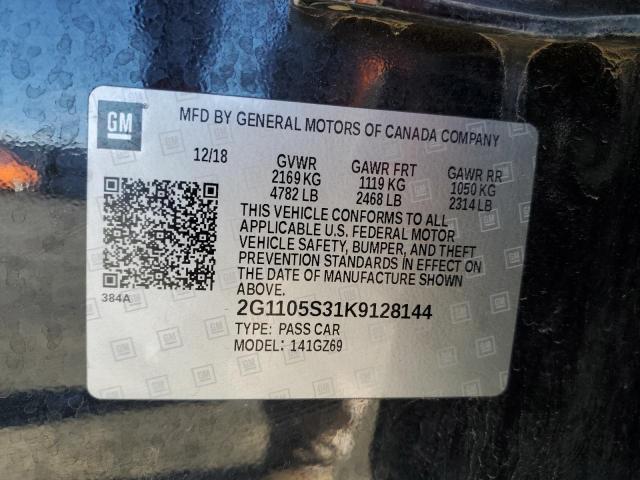 GM
MFD BY GENERAL MOTORS OF CANADA COMPANY
12/18 GVWR GAWR FRT GAWR RR
2169 KG 1119 KG 1050 KG
4782 LB 2468 LB 2314 LB
THIS VEHICLE CONFORMS TO ALL
APPLICABLE U.S. FEDERAL MOTOR
VEHICLE SAFETY, BUMPER, AND THEFT
PREVENTION STANDARDS IN EFFECT ON
THE DATE OF MANUFACTURE SHOWN
ABOVE.
384A
2G1105S31K9128144
TYPE: PASS CAR
MODEL: 141GZ69